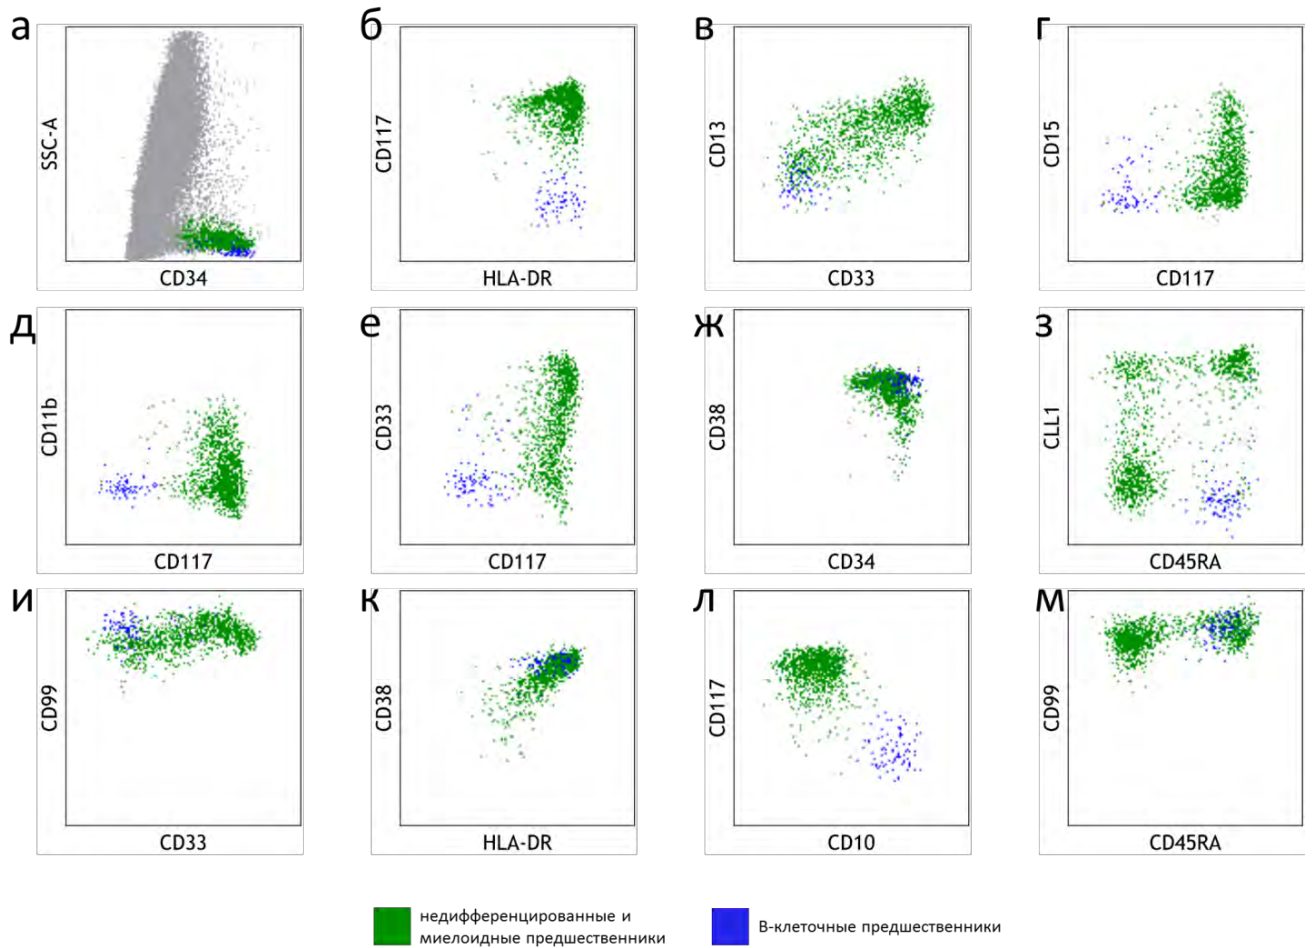 а
б
в
г
SSC-A
CD117
CD13
CD15
CD34
HLA-DR
CD33
CD117
д
е
ж
з
CD11b
CD33
CD38
CLL1
CD117
CD117
CD34
CD45RA
и
к
л
м
CD99
CD38
CD117
CD99
CD33
HLA-DR
CD10
CD45RA
недифференцированные и
миелоидные предшественники
В-клеточные предшественники